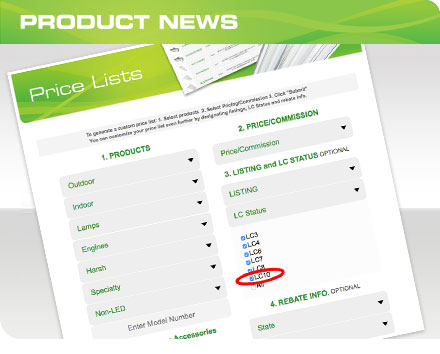 PRODUCT NEWS
Price Lists
To generate a custom price list: 1. Select products 2. Select Pricing/Commission 3. Click "Submit"
You can customize your price list even further by designating listings, LC Status and rebate info.
1. PRODUCTS
Outdoor
Indoor
Lamps
Engines
Harsh
Specialty
Non-LED
Enter Model Number
Accessories
2. PRICE/COMMISSION
Price/Commission
3. LISTING and LC STATUS OPTIONAL
LISTING
LC Status
LC3
LC4
LC6
LC7
LC8
LC10
All
4. REBATE INFO. OPTIONAL
State